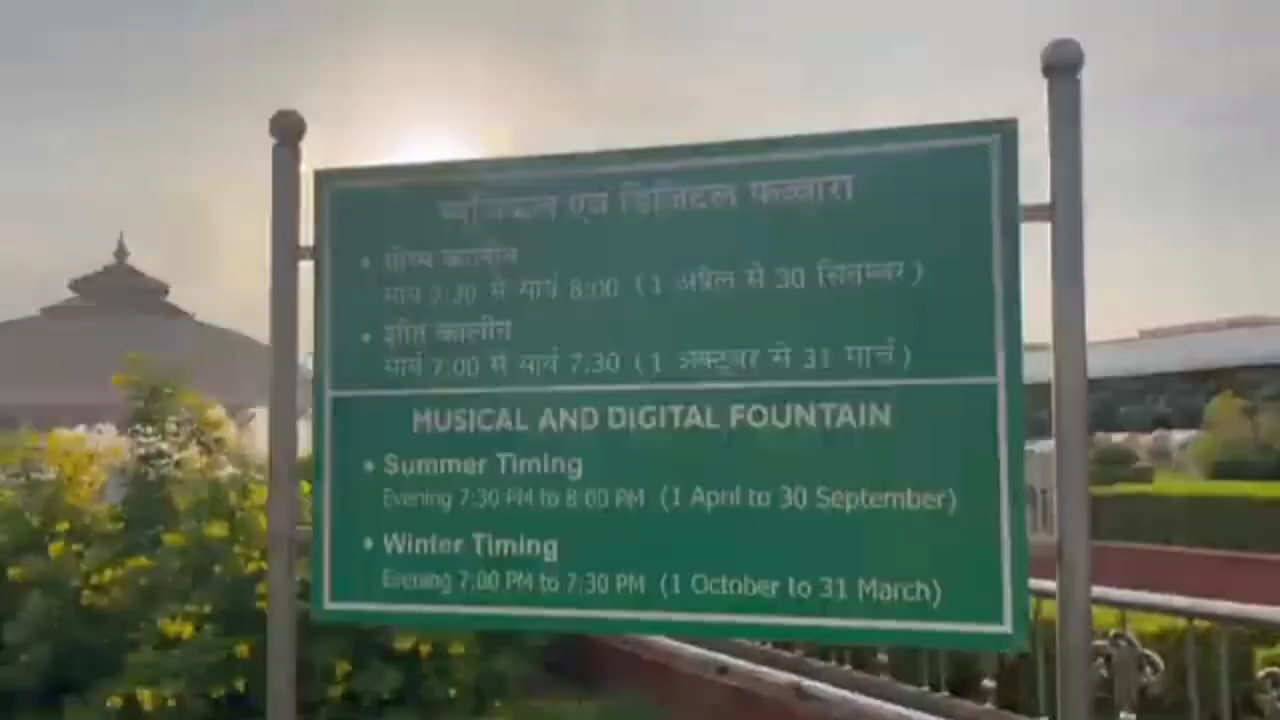 म्यूजिकल एवं डिजिटल फव्वारा
• ग्रीष्म कालीन
सायं 7:30 से सायं 8:00 (1 अप्रैल से 30 सितम्बर)
• शीत कालीन
सायं 7:00 से सायं 7.30 (1 अक्टूबर से 31 मार्च)
MUSICAL AND DIGITAL FOUNTAIN
• Summer Timing
Evening 7:30 PM to 8:00 PM (1 April to 30 September)
• Winter Timing
Evening 7:00 PM to 7:30 PM (1 October to 31 March)